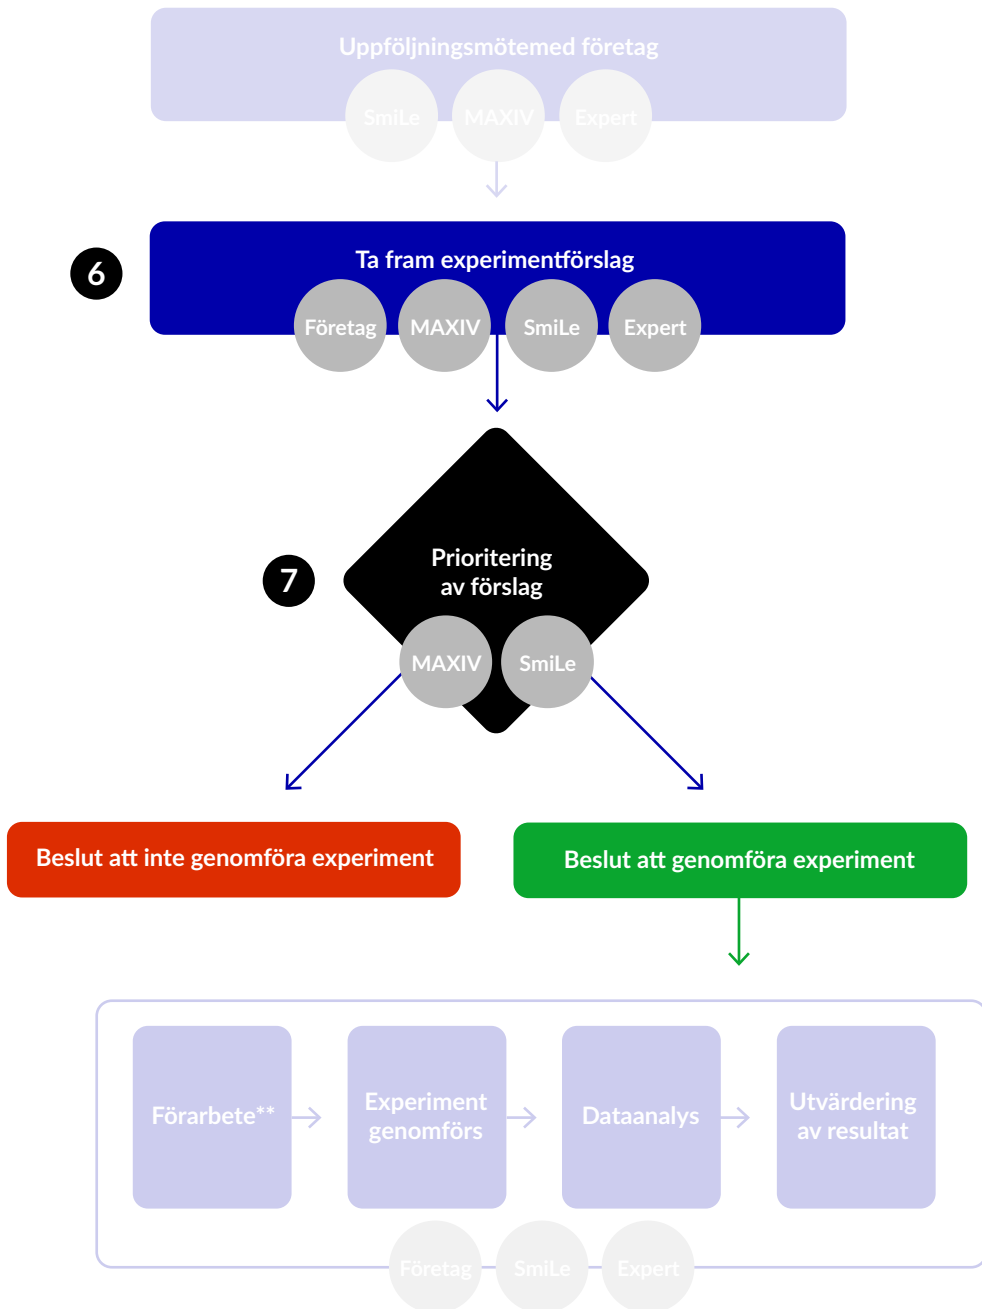 Uppföljningsmötemed företag
SmiLe MAXIV Expert
6
Ta fram experimentförslag
Företag MAXIV SmiLe Expert
7
Prioritering
av förslag
MAXIV SmiLe
Beslut att inte genomföra experiment
Beslut att genomföra experiment
Förarbete**
Experiment
genomförs
Dataanalys
Utvärdering
av resultat
Företag SmiLe Expert